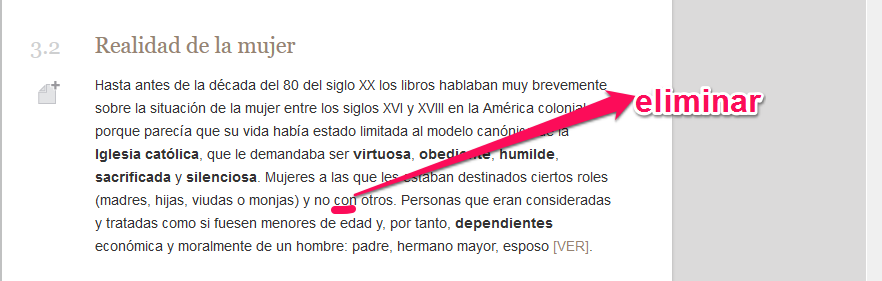 3.2 Realidad de la mujer
Hasta antes de la década del 80 del siglo XX los libros hablaban muy brevemente
sobre la situación de la mujer entre los siglos XVI y XVIII en la América colonial
eliminar
porque parecía que su vida había estado limitada al modelo canónico de la
Iglesia católica, que le demandaba ser virtuosa, obediente, humilde,
sacrificada y silenciosa. Mujeres a las que les estaban destinados ciertos roles
(madres, hijas, viudas o monjas) y no con otros. Personas que eran consideradas
y tratadas como si fuesen menores de edad y, por tanto, dependientes
económica y moralmente de un hombre: padre, hermano mayor, esposo [VER].